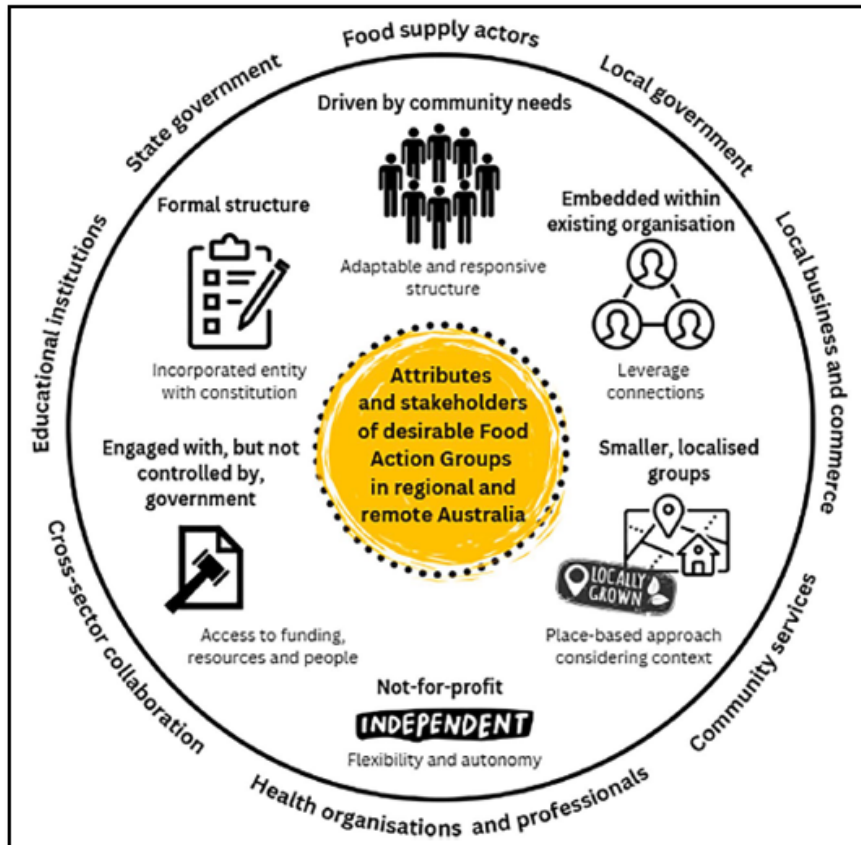 Food supply actors
State government
Local government
Driven by community needs
Adaptable and responsive
structure
Formal structure
Incorporated entity
with constitution
Embedded within
existing organisation
Leverage
connections
Educational institutions
Local business and commerce
Attributes
and stakeholders
of desirable Food
Action Groups
in regional and
remote Australia
Engaged with, but not
controlled by,
government
Access to funding,
resources and people
Smaller, localised
groups
LOCALLY
GROWN
Place-based approach
considering context
Cross-sector collaboration
Community services
Not-for-profit
INDEPENDENT
Flexibility and autonomy
Health organisations and professionals